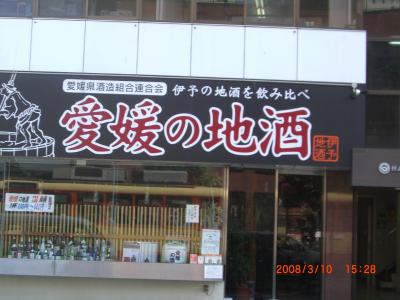 愛媛県酒造組合連合会
伊予の地酒を飲み比べ
愛媛の地酒
伊予
地酒
2008/3/10 15:28